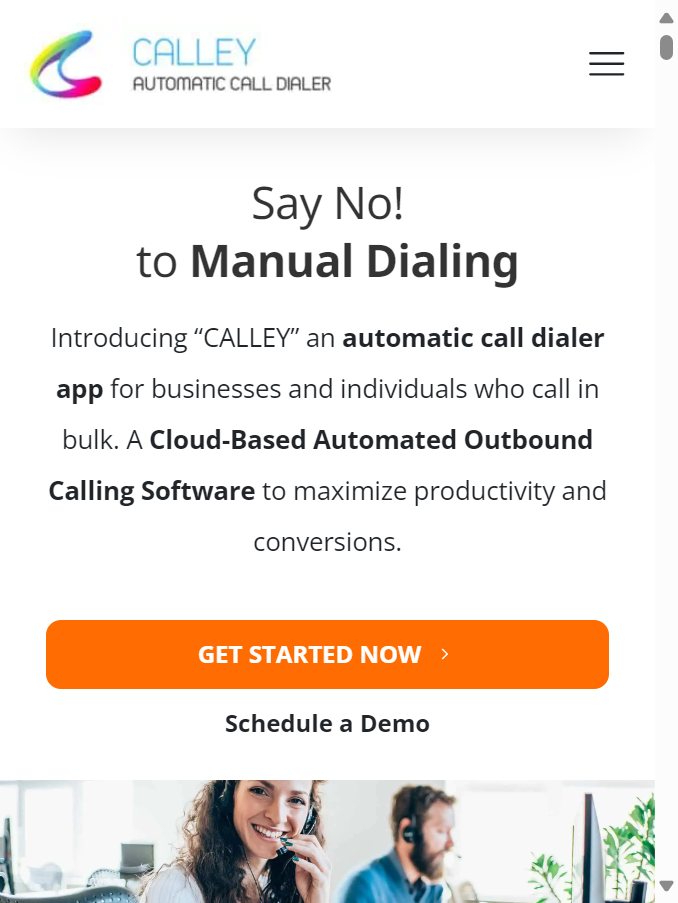 CALLEY
AUTOMATIC CALL DIALER
Say No!
to Manual Dialing
Introducing “CALLEY” an automatic call dialer
app for businesses and individuals who call in
bulk. A Cloud-Based Automated Outbound
Calling Software to maximize productivity and
conversions.
GET STARTED NOW
Schedule a Demo